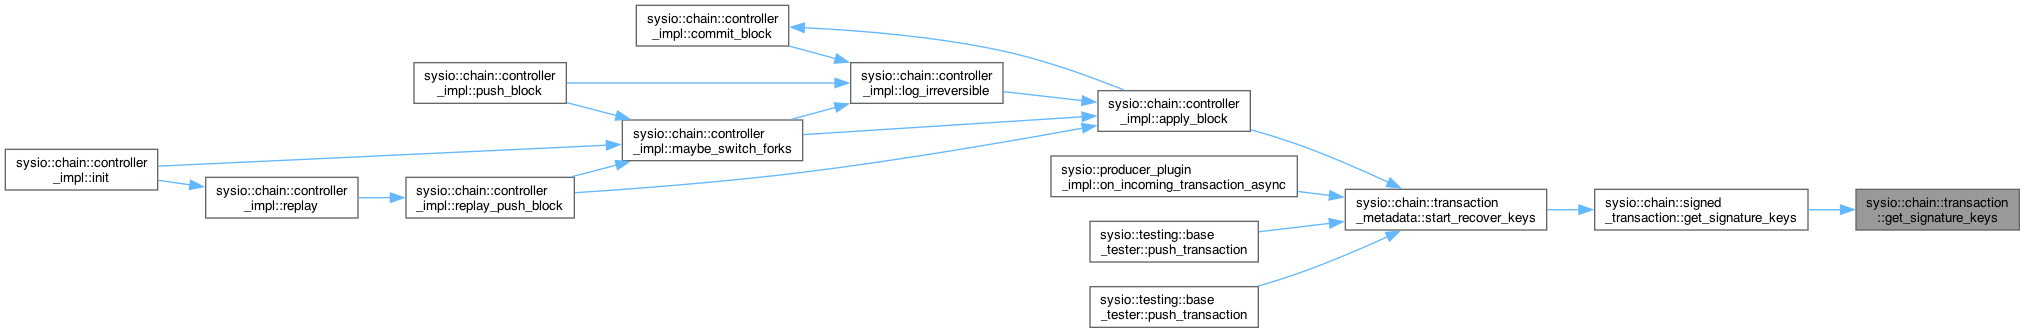 sysio::chain::controller
_impl::commit_block
sysio::chain::controller
_impl::push_block
sysio::chain::controller
_impl::log_irreversible
sysio::chain::controller
_impl::apply_block
sysio::chain::controller
_impl::maybe_switch_forks
sysio::chain::controller
_impl::init
sysio::chain::controller
_impl::replay
sysio::chain::controller
_impl::replay_push_block
sysio::producer_plugin
_impl::on_incoming_transaction_async
sysio::chain::transaction
_metadata::start_recover_keys
sysio::chain::signed
_transaction::get_signature_keys
sysio::chain::transaction
::get_signature_keys
sysio::testing::base
_tester::push_transaction
sysio::testing::base
_tester::push_transaction